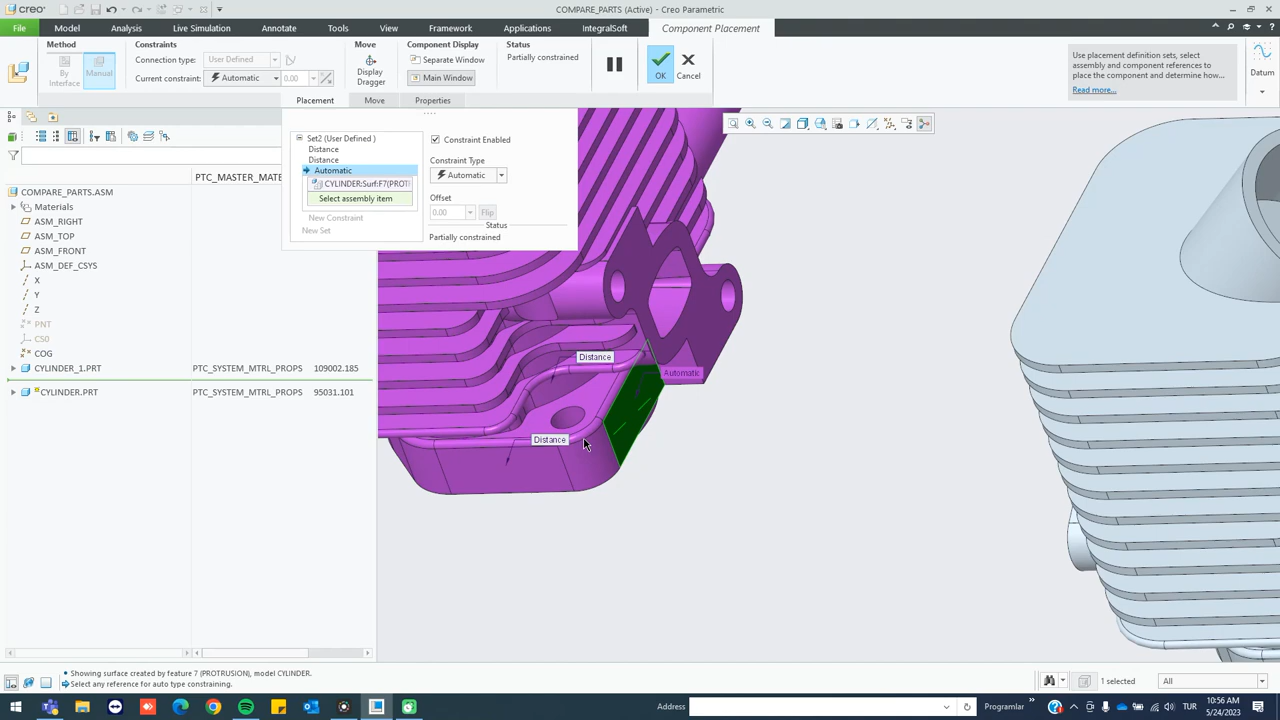 creo®
COMPARE_PARTS (Active) - Creo Parametric
File Model Analysis Live Simulation Annotate Tools View Framework Applications IntegralSoft Component Placement
Method Constraints Move Component Display Status
Connection type: User Defined
Separate Window
Partially constrained
By Interface
Manual
Current constraint: Automatic 0.00
Display Dragger
Main Window
OK Cancel
Use placement definition sets, select
assembly and component references to
place the component and determine how...
Read more...
Datum
Placement Move Properties
Set2 (User Defined )
Distance
Distance
Automatic
CYLINDER:Surf:F7(PROT
Select assembly item
New Constraint
New Set
Constraint Enabled
Constraint Type
Automatic
Offset
0.00 Flip
Status
Partially constrained
PTC_MASTER_MATE
COMPARE_PARTS.ASM
Materials
ASM_RIGHT
ASM_TOP
ASM_FRONT
ASM_DEF_CSYS
X
Y
Z
PNT
CS0
COG
CYLINDER_1.PRT PTC_SYSTEM_MTRL_PROPS 109002.185
CYLINDER.PRT PTC_SYSTEM_MTRL_PROPS 95031.101
Distance
Automatic
Distance
Showing surface created by feature 7 (PROTRUSION), model CYLINDER.
Select any reference for auto type constraining.
1 selected All
Address
Programlar
TUR
10:56 AM
5/24/2023